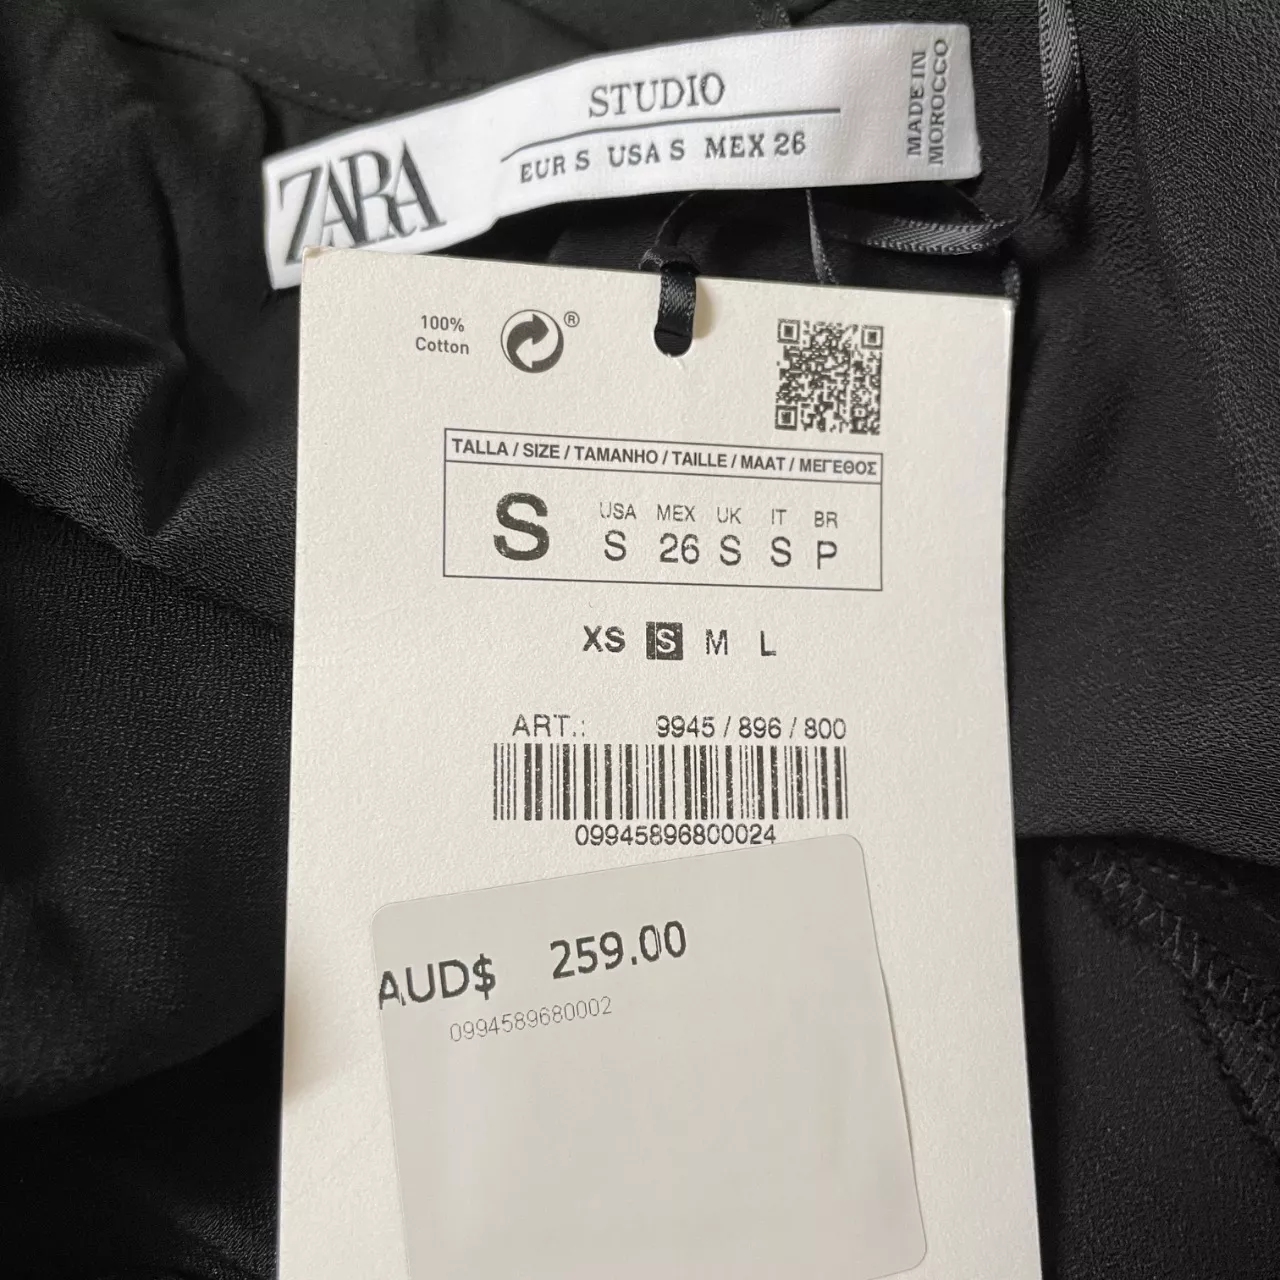 ZARA
STUDIO
EUR S USA S MEX 26
MADE IN
MOROCCO
100%
Cotton
®
TALLA / SIZE / TAMANHO / TAILLE / MAAT / ΜΕΓΕΘΟΣ
S
USA MEX UK IT BR
S 26 S S P
XS S M L
ART.: 9945 / 896 / 800
09945896800024
AUD$ 259.00
0994589680002